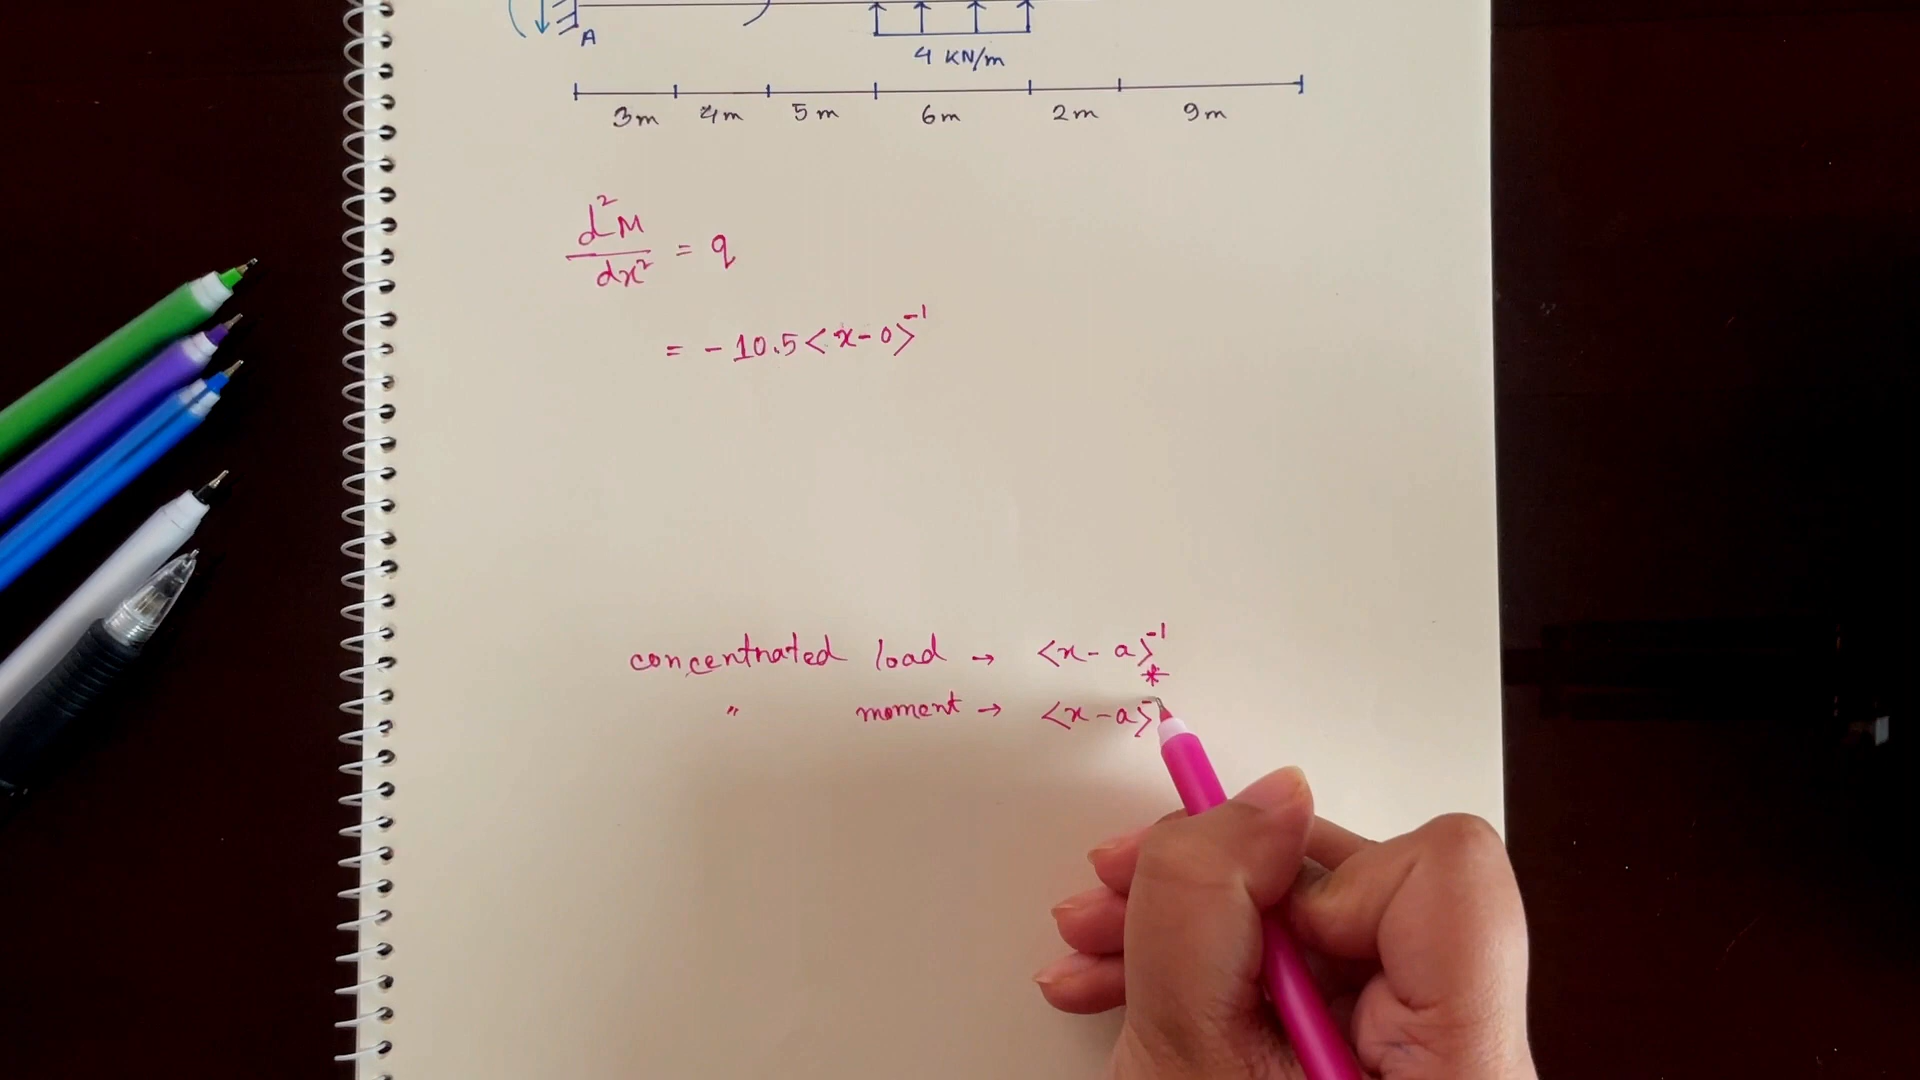 A
4 KN/m
3m 4m 5m 6m 2m 9m
d²M
dx²
= q
= - 10.5 <x-0>⁻¹
concentrated load → <x-a>⁻¹
*
" moment → <x-a>⁻